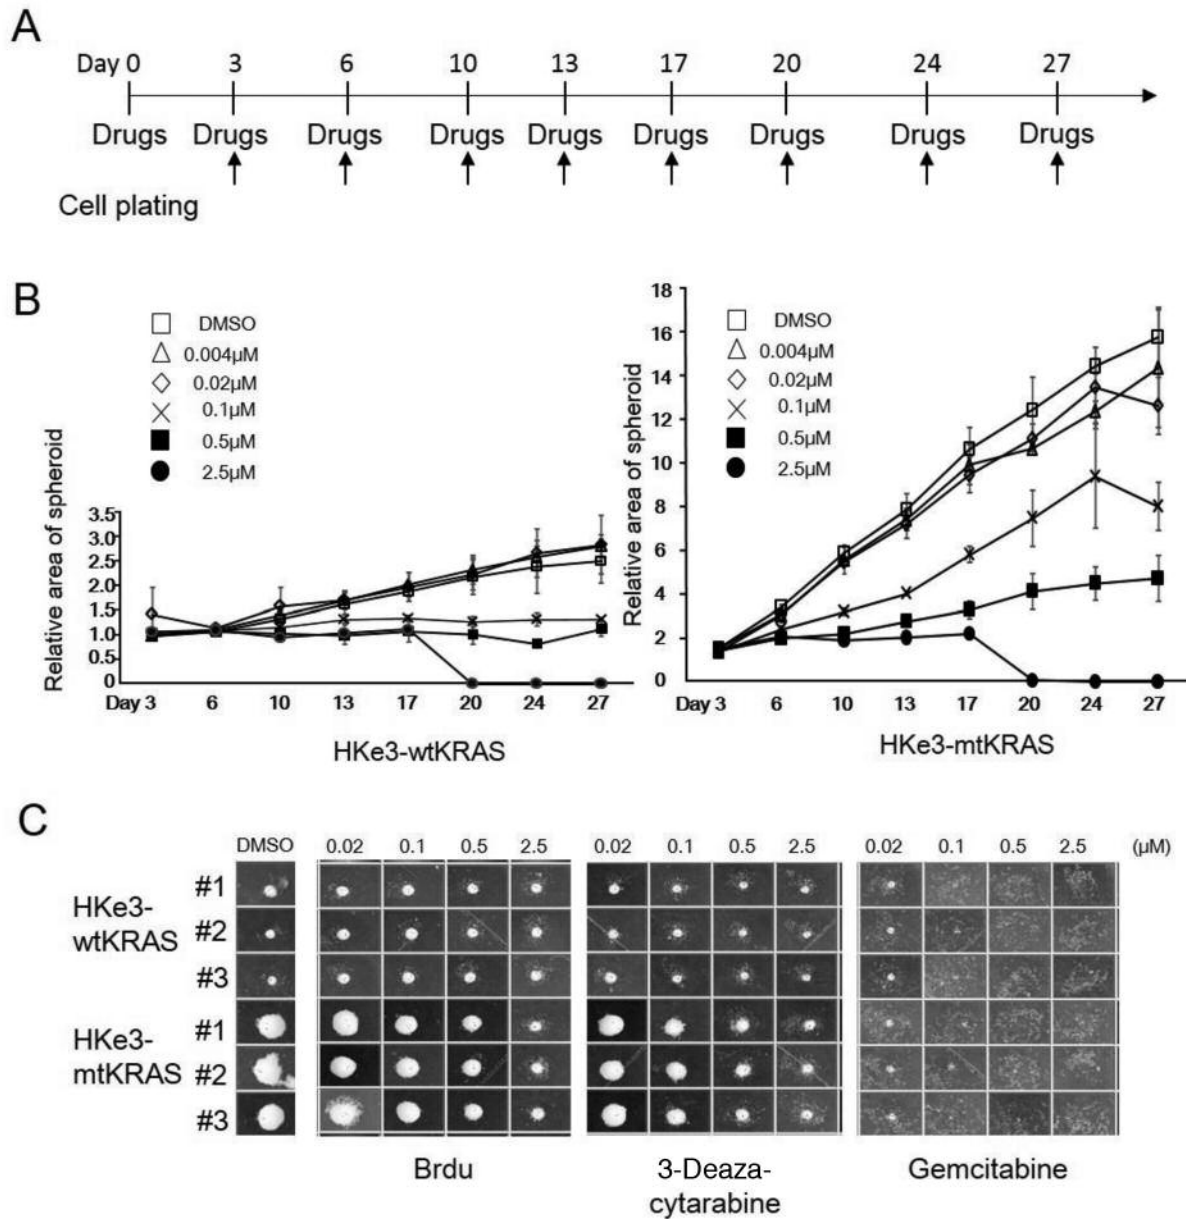 A
Day 0 3 6 10 13 17 20 24 27
Drugs Drugs Drugs Drugs Drugs Drugs Drugs Drugs Drugs
Cell plating
B
DMSO
0.004µM
0.02µM
0.1µM
0.5µM
2.5µM
Relative area of spheroid
3.5
3.0
2.5
2.0
1.5
1.0
0.5
0
Day 3 6 10 13 17 20 24 27
HKe3-wtKRAS
DMSO
0.004µM
0.02µM
0.1µM
0.5µM
2.5µM
Relative area of spheroid
18
16
14
12
10
8
6
4
2
0
Day 3 6 10 13 17 20 24 27
HKe3-mtKRAS
C
DMSO 0.02 0.1 0.5 2.5 0.02 0.1 0.5 2.5 0.02 0.1 0.5 2.5 (µM)
HKe3-
wtKRAS
#1
#2
#3
HKe3-
mtKRAS
#1
#2
#3
Brdu
3-Deaza-
cytarabine
Gemcitabine